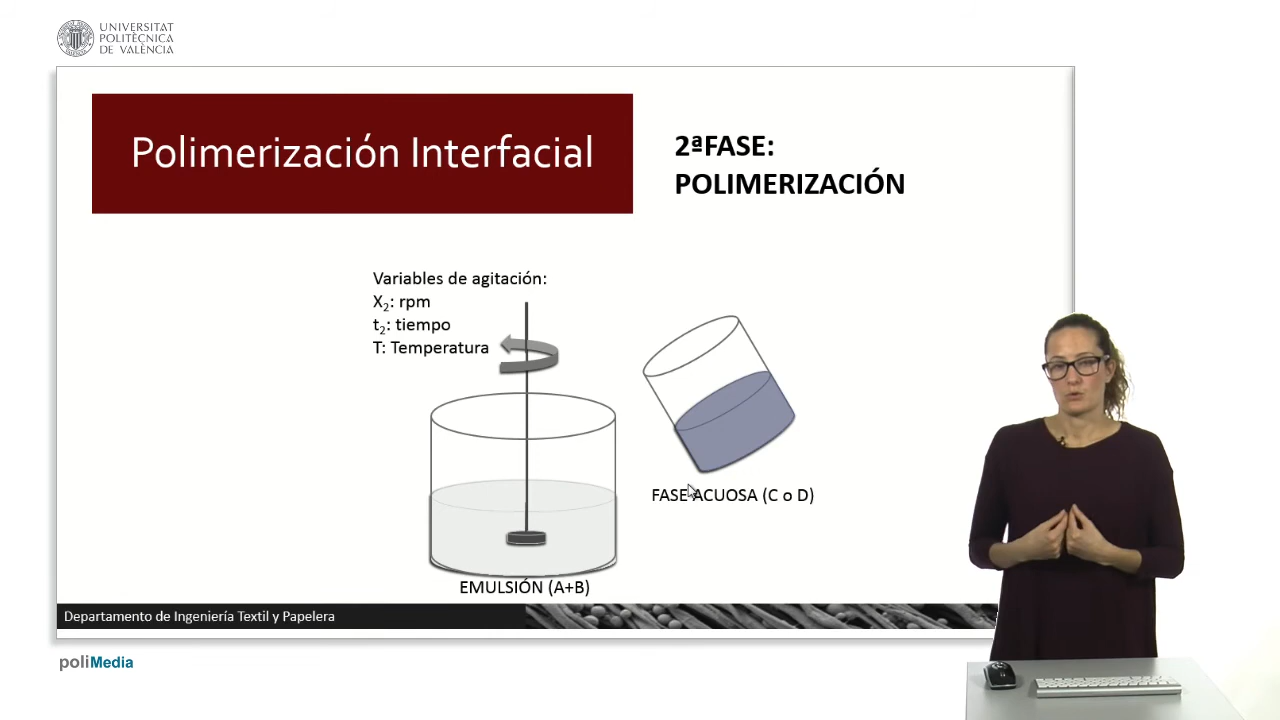 UNIVERSITAT
POLITÈCNICA
DE VALÈNCIA
Polimerización Interfacial
2ªFASE:
POLIMERIZACIÓN
Variables de agitación:
X₂: rpm
t₂: tiempo
T: Temperatura
FASE ACUOSA (C o D)
EMULSIÓN (A+B)
Departamento de Ingeniería Textil y Papelera
poliMedia